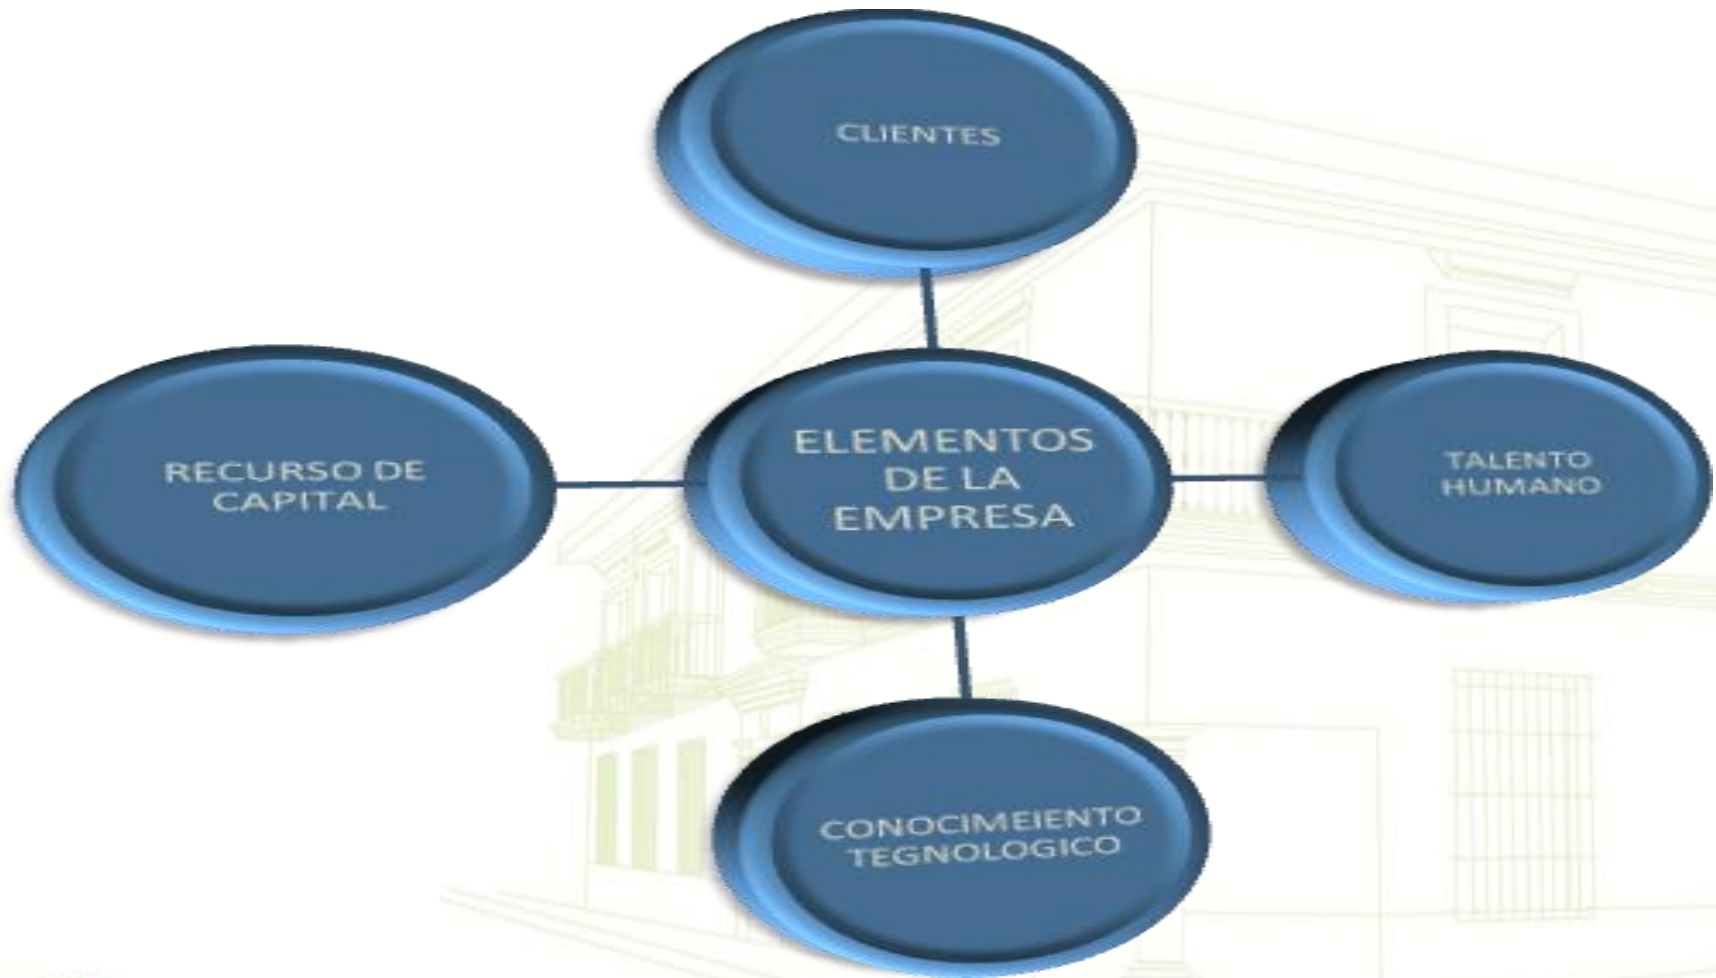 CLIENTES
RECURSO DE
CAPITAL
ELEMENTOS
DE LA
EMPRESA
TALENTO
HUMANO
CONOCIMEIENTO
TEGNOLOGICO